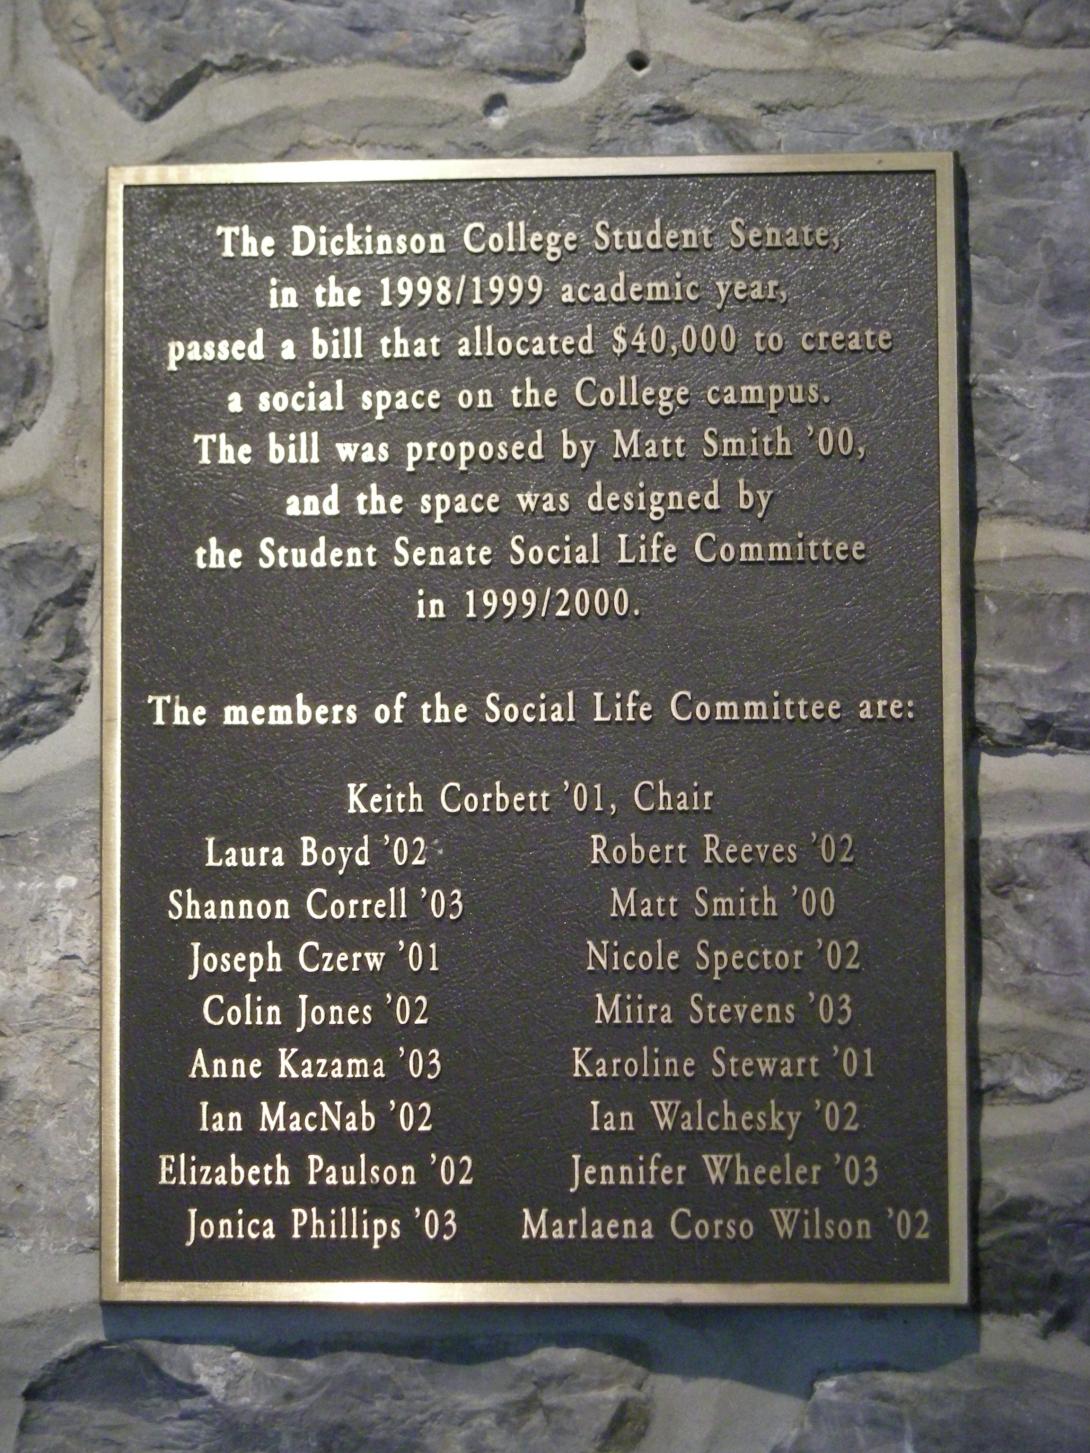 The Dickinson College Student Senate,
in the 1998/1999 academic year,
passed a bill that allocated $40,000 to create
a social space on the College campus.
The bill was proposed by Matt Smith '00,
and the space was designed by
the Student Senate Social Life Committee
in 1999/2000.
The members of the Social Life Committee are:
Keith Corbett '01, Chair
Laura Boyd '02 Robert Reeves '02
Shannon Correll '03 Matt Smith '00
Joseph Czerw '01 Nicole Spector '02
Colin Jones '02 Miira Stevens '03
Anne Kazama '03 Karoline Stewart '01
Ian MacNab '02 Ian Walchesky '02
Elizabeth Paulson '02 Jennifer Wheeler '03
Jonica Phillips '03 Marlaena Corso Wilson '02